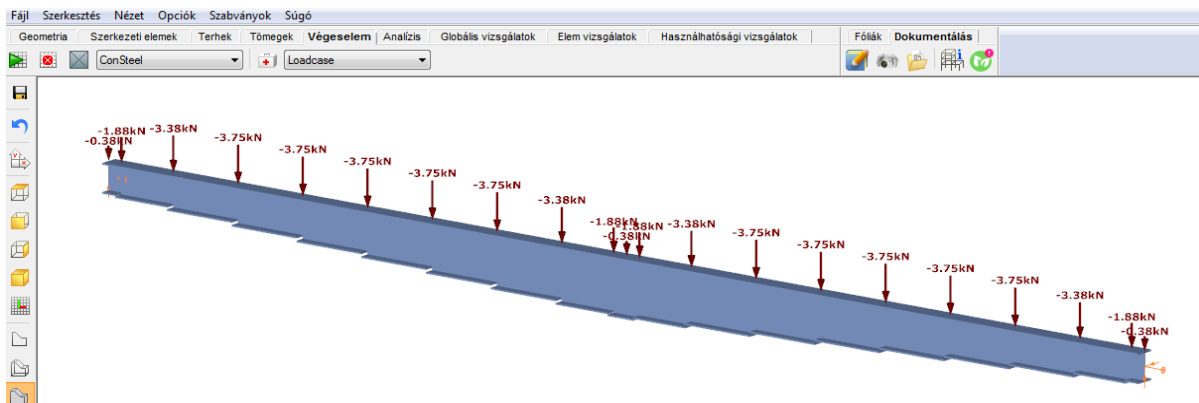 Fájl Szerkesztés Nézet Opciók Szabványok Súgó
Geometria Szerkezeti elemek Terhek Tömegek Végeselem Analízis Globális vizsgálatok Elem vizsgálatok Használhatósági vizsgálatok Fóliák Dokumentálás
ConSteel Loadcase
-0.38kN
-1.88kN
-3.38kN
-3.75kN
-3.75kN
-3.75kN
-3.75kN
-3.75kN
-3.38kN
-1.88kN
-0.38kN
-1.88kN
-3.38kN
-3.75kN
-3.75kN
-3.75kN
-3.75kN
-3.75kN
-3.38kN
-1.88kN
-0.38kN